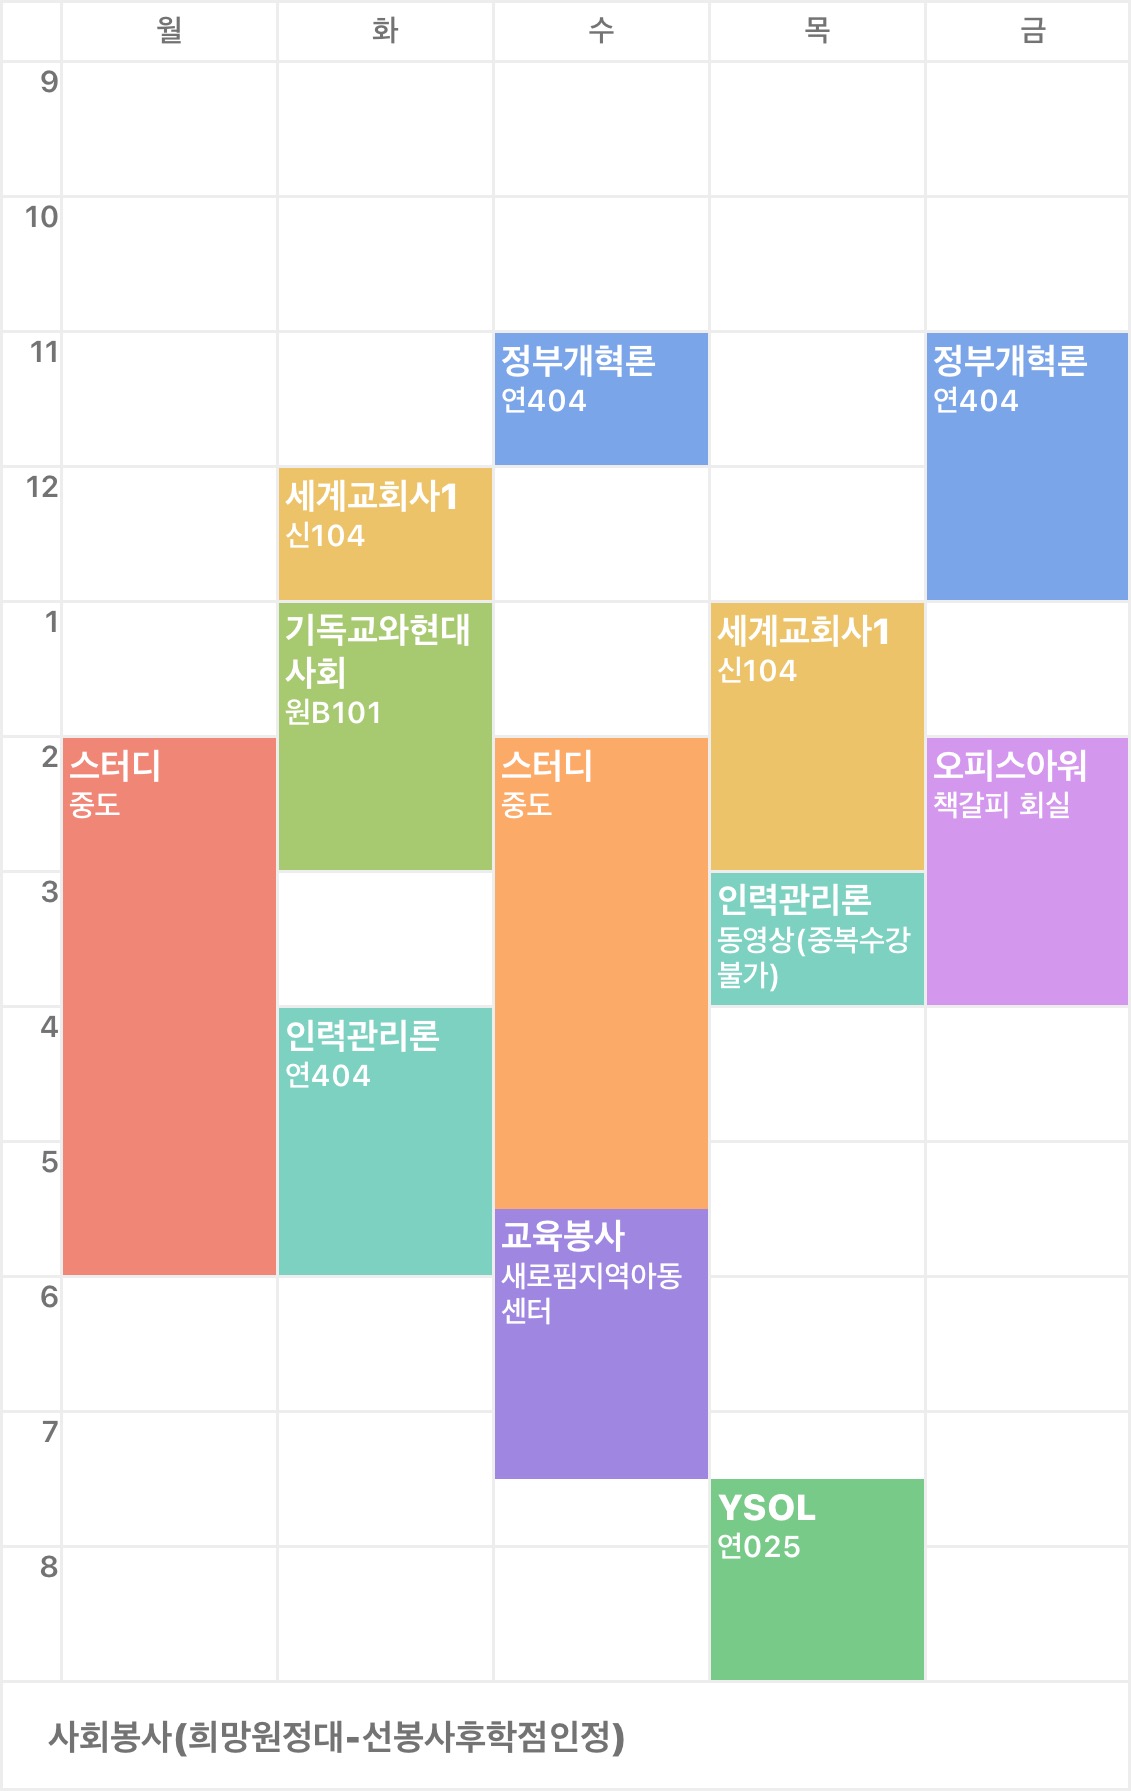 월 화 수 목 금
9
10
11
정부개혁론
연404
정부개혁론
연404
12
세계교회사1
신104
1
기독교와현대
사회
원B101
세계교회사1
신104
2
스터디
중도
스터디
중도
오피스아워
책갈피 회실
3
인력관리론
동영상(중복수강
불가)
4
인력관리론
연404
5
교육봉사
새로핌지역아동
센터
6
7
YSOL
연025
8
사회봉사(희망원정대-선봉사후학점인정)